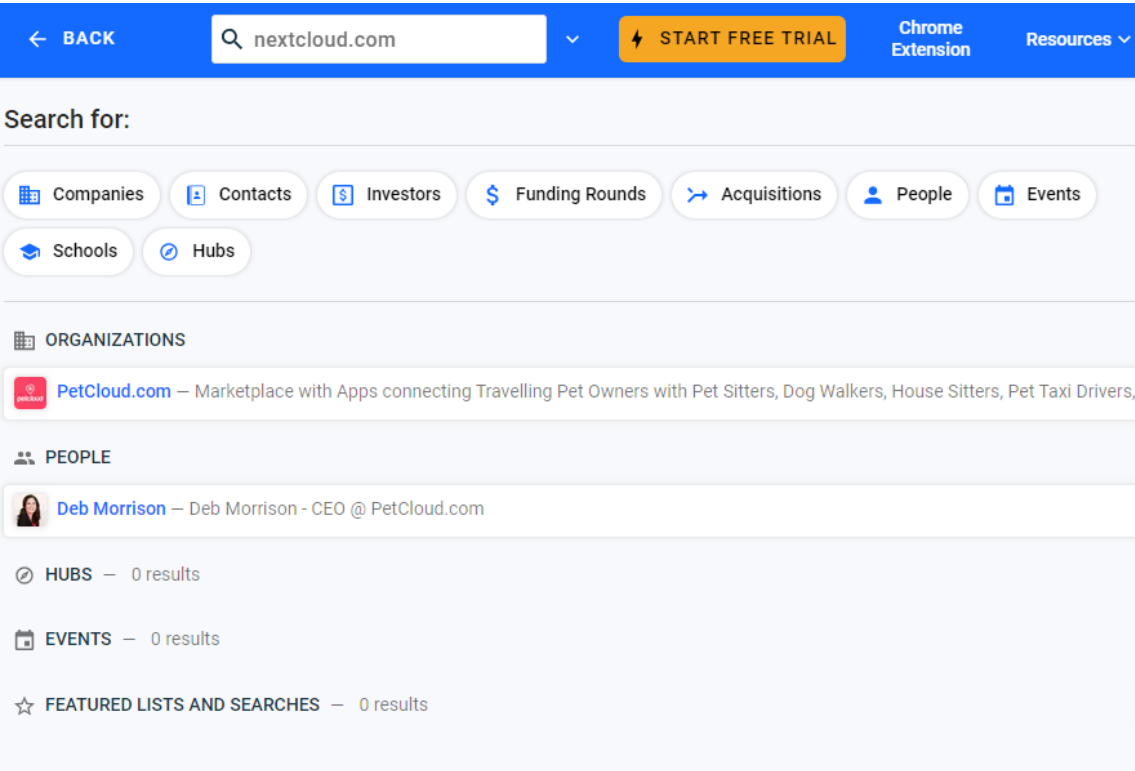 BACK
nextcloud.com
START FREE TRIAL
Chrome
Extension
Resources
Search for:
Companies
Contacts
Investors
Funding Rounds
Acquisitions
People
Events
Schools
Hubs
ORGANIZATIONS
petcloud
PetCloud.com — Marketplace with Apps connecting Travelling Pet Owners with Pet Sitters, Dog Walkers, House Sitters, Pet Taxi Drivers,
PEOPLE
Deb Morrison — Deb Morrison - CEO @ PetCloud.com
HUBS — 0 results
EVENTS — 0 results
FEATURED LISTS AND SEARCHES — 0 results